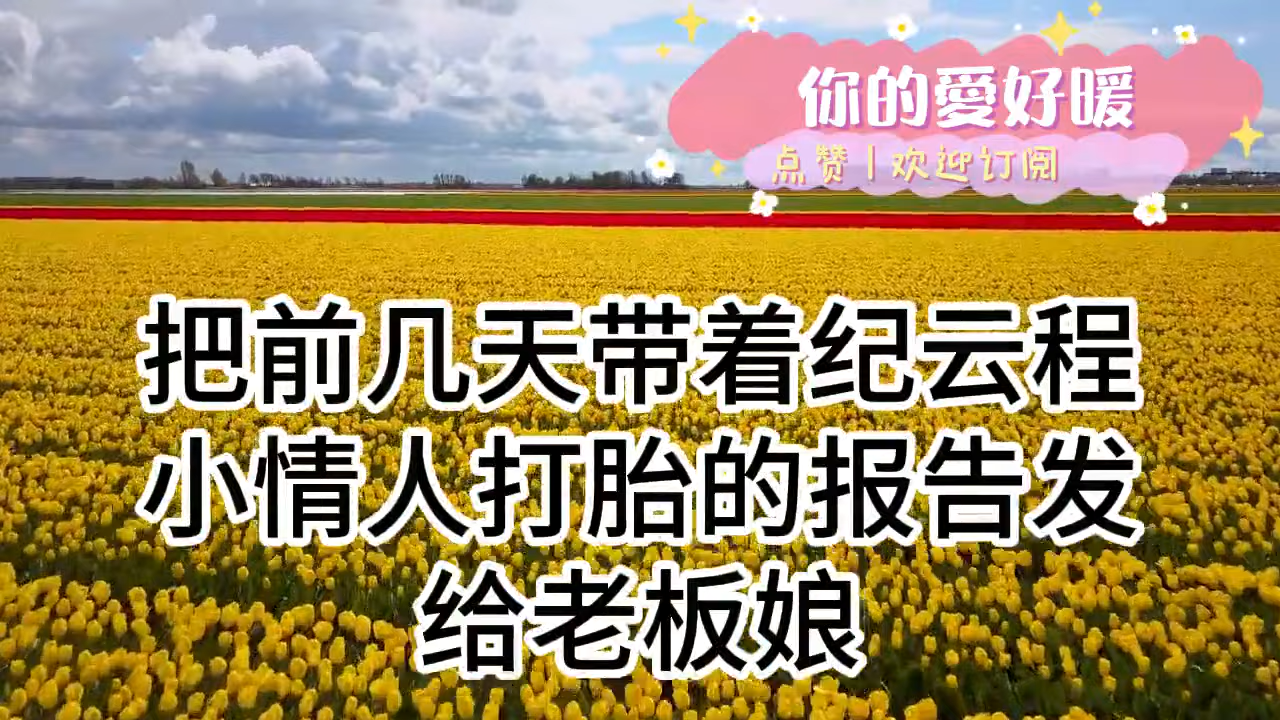 你的愛好暖
点赞|欢迎订阅
把前几天带着纪云程
小情人打胎的报告发
给老板娘